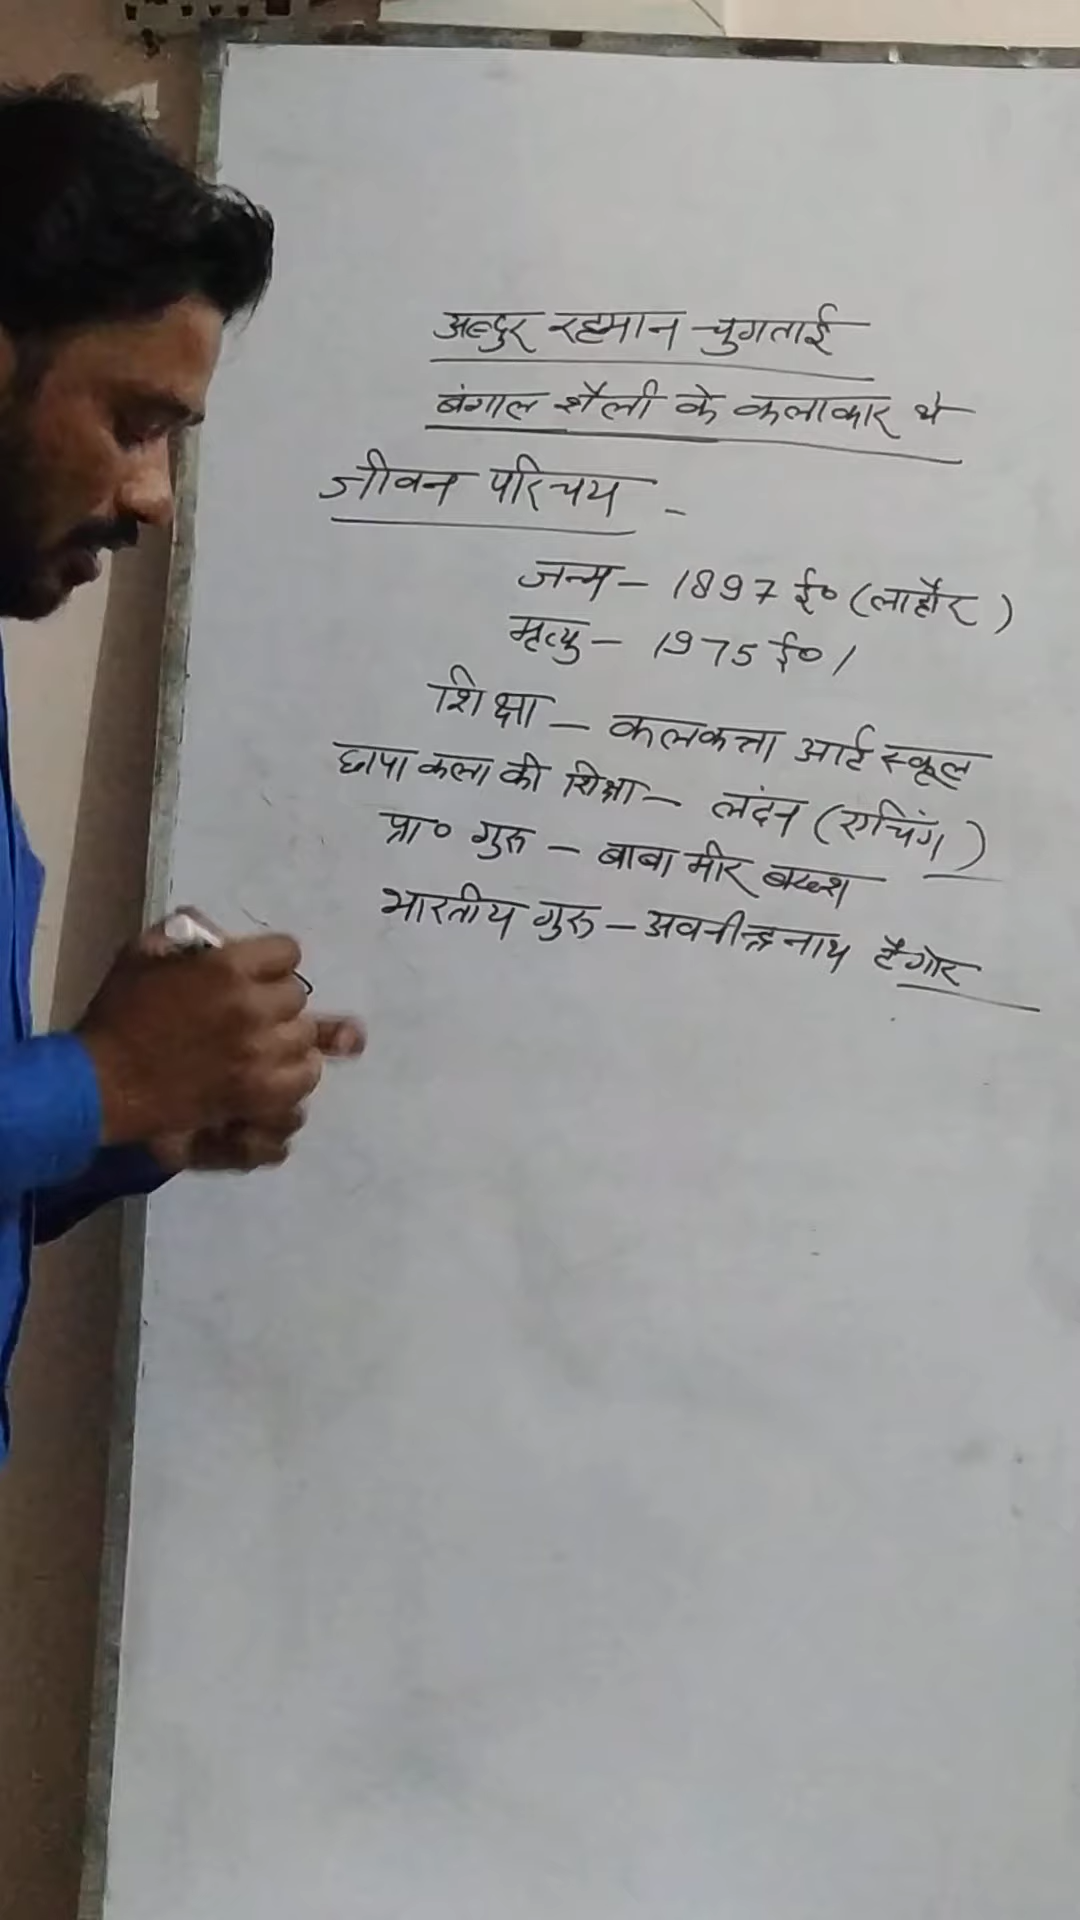 अब्दुर रहमान चुगताई
बंगाल शैली के कलाकार थे
जीवन परिचय -
जन्म - 1897 ई० (लाहौर)
मृत्यु - 1975 ई०।
शिक्षा - कलकत्ता आर्ट स्कूल
छापा कला की शिक्षा - लंदन (एचिंग)
प्रा० गुरु - बाबा मीर बख्श
भारतीय गुरु - अवनीन्द्रनाथ टैगोर